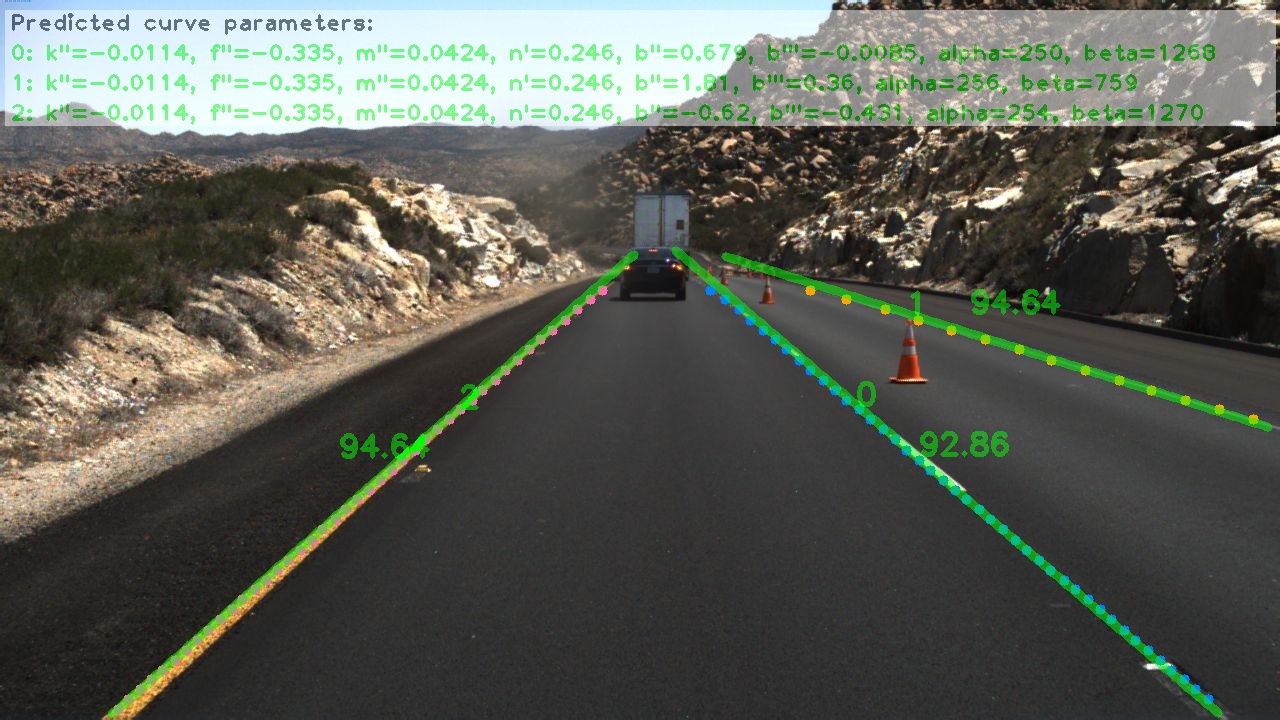 Predicted curve parameters:
0: k''=-0.0114, f''=-0.335, m''=0.0424, n'=0.246, b''=0.679, b'''=-0.0085, alpha=250, beta=1268
1: k''=-0.0114, f''=-0.335, m''=0.0424, n'=0.246, b''=1.81, b'''=0.36, alpha=256, beta=759
2: k''=-0.0114, f''=-0.335, m''=0.0424, n'=0.246, b''=-0.62, b'''=-0.431, alpha=254, beta=1270
1 94.64
2
0
94.64
92.86